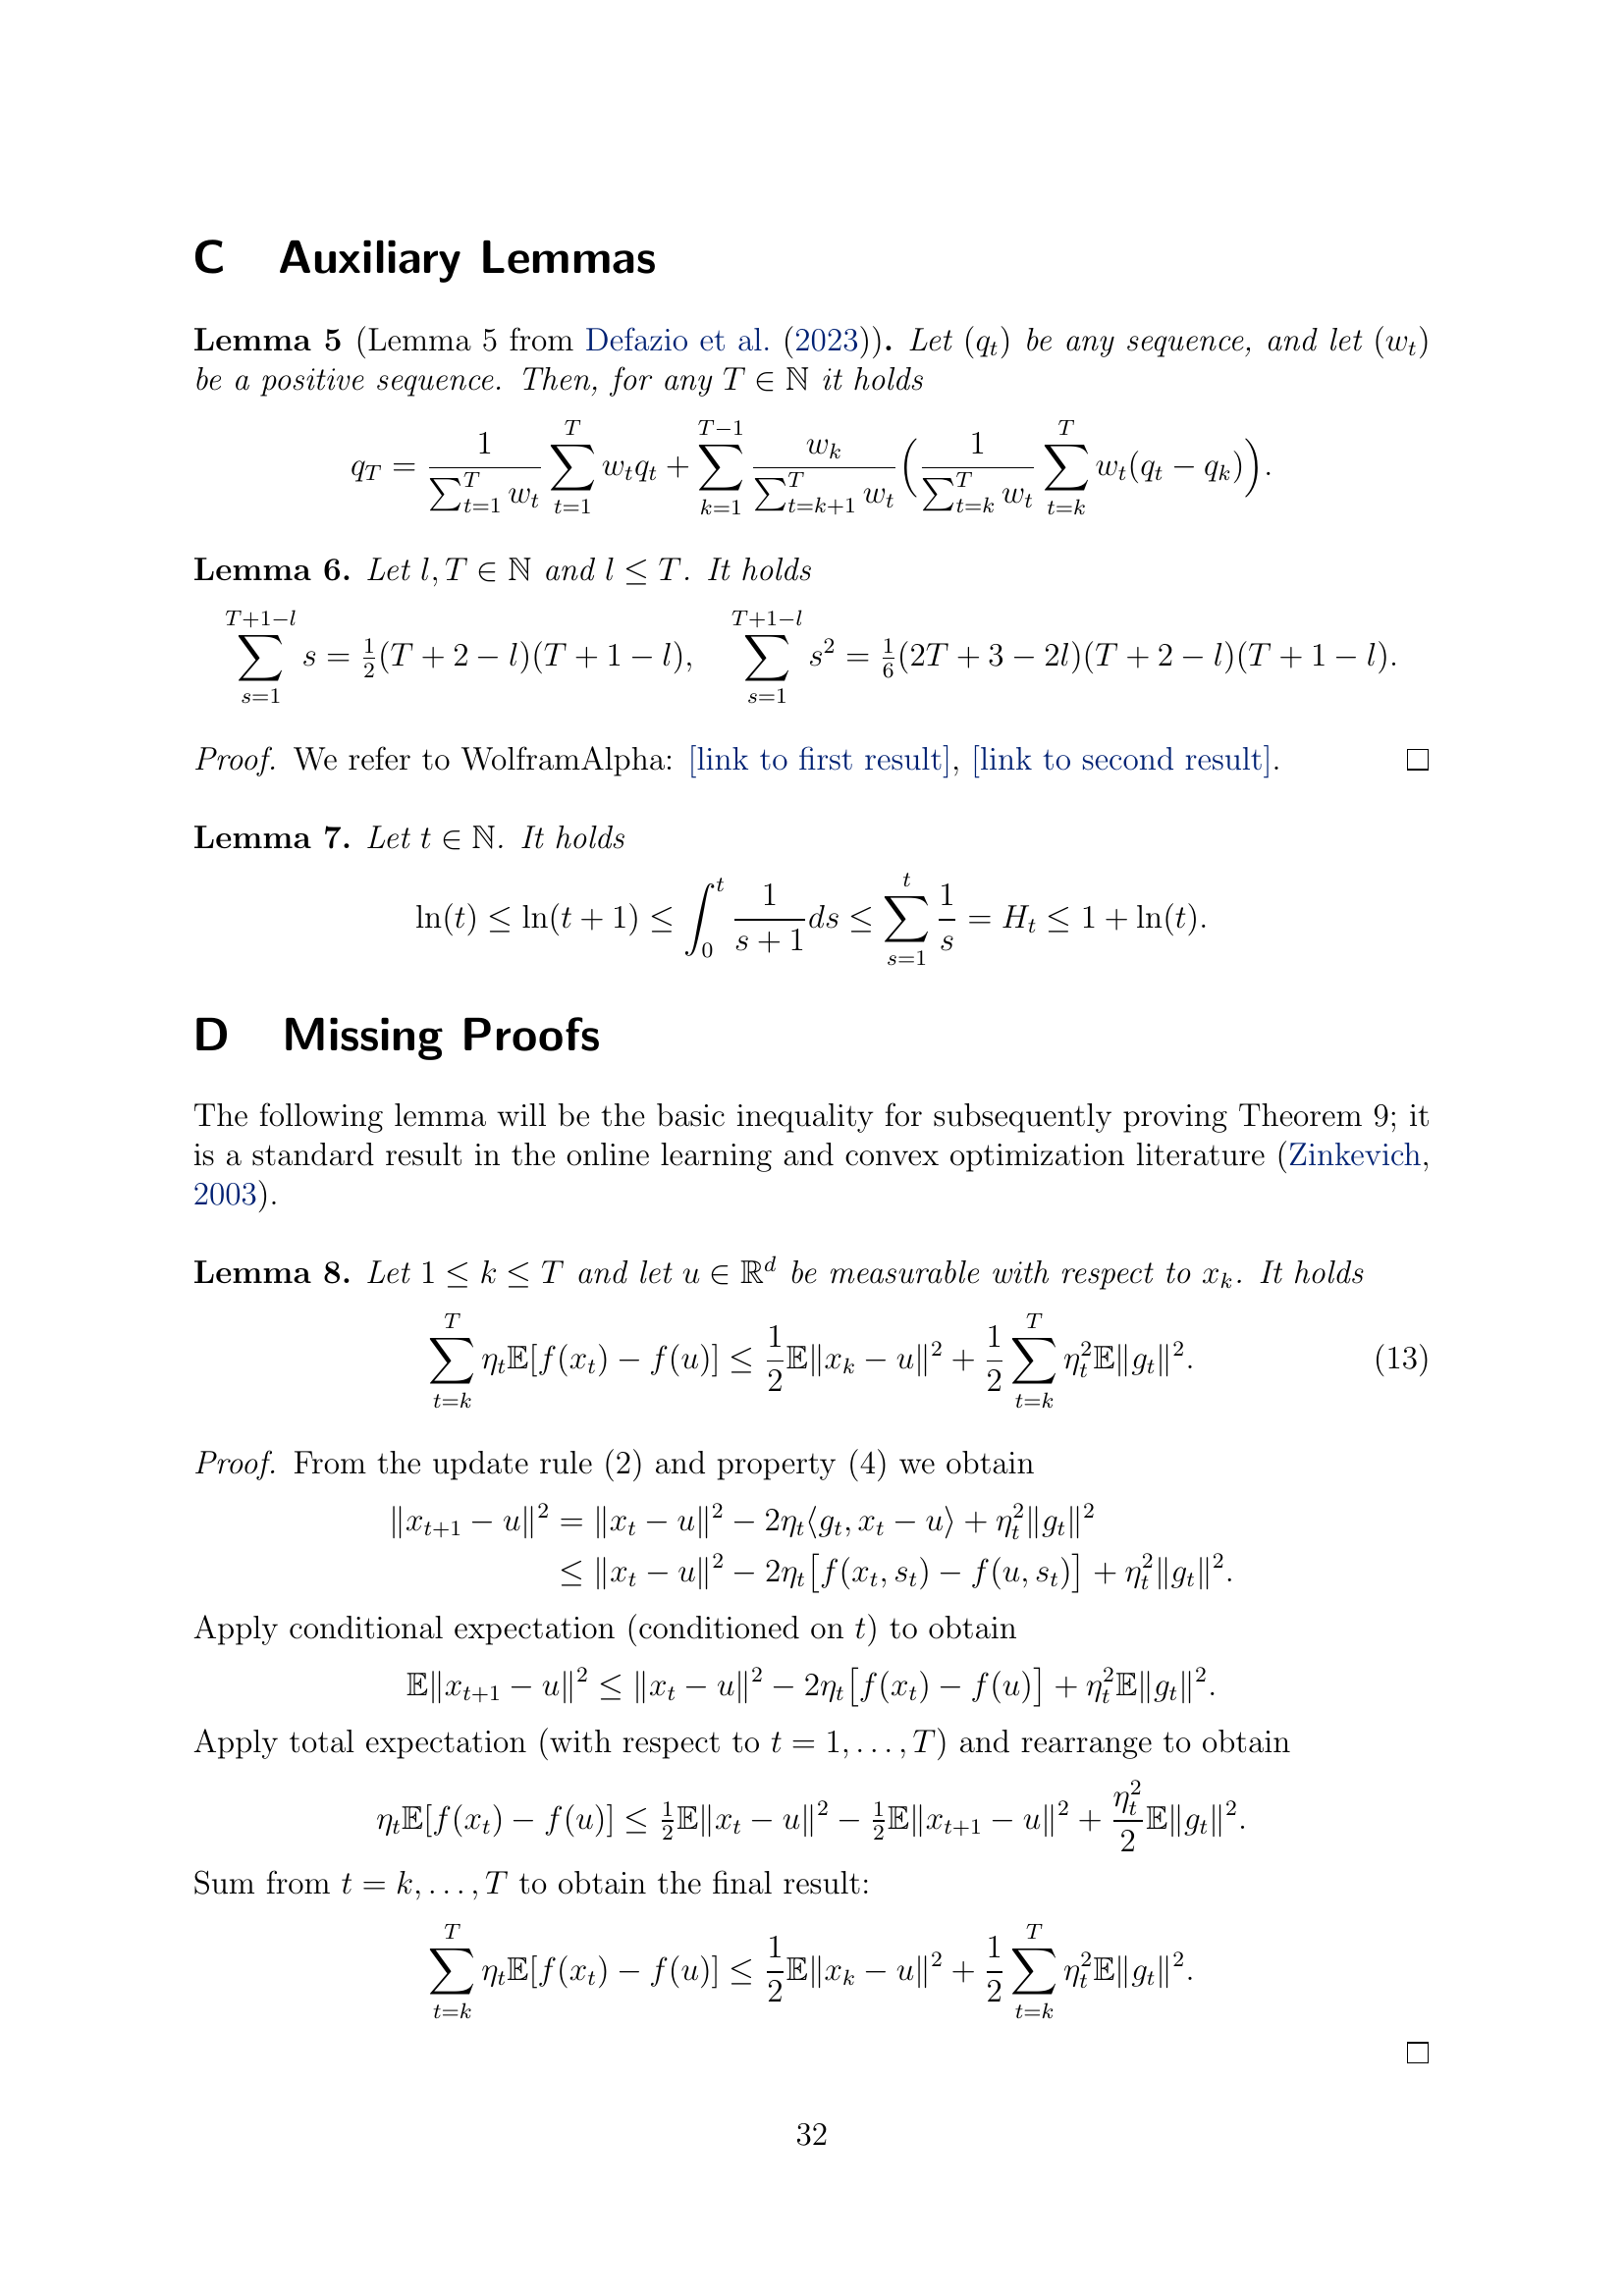 C Auxiliary Lemmas
Lemma 5 (Lemma 5 from Defazio et al. (2023)). Let $(q_t)$ be any sequence, and let $(w_t)$
be a positive sequence. Then, for any $T \in \mathbb{N}$ it holds
$q_T = \frac{1}{\sum_{t=1}^{T} w_t} \sum_{t=1}^{T} w_t q_t + \sum_{k=1}^{T-1} \frac{w_k}{\sum_{t=k+1}^{T} w_t} \Big( \frac{1}{\sum_{t=k}^{T} w_t} \sum_{t=k}^{T} w_t (q_t - q_k) \Big).$
Lemma 6. Let $l, T \in \mathbb{N}$ and $l \leq T$. It holds
$\sum_{s=1}^{T+1-l} s = \frac{1}{2}(T+2-l)(T+1-l), \quad \sum_{s=1}^{T+1-l} s^2 = \frac{1}{6}(2T+3-2l)(T+2-l)(T+1-l).$
Proof. We refer to WolframAlpha: [link to first result], [link to second result]. □
Lemma 7. Let $t \in \mathbb{N}$. It holds
$\ln(t) \leq \ln(t+1) \leq \int_0^t \frac{1}{s+1} ds \leq \sum_{s=1}^{t} \frac{1}{s} = H_t \leq 1 + \ln(t).$
D Missing Proofs
The following lemma will be the basic inequality for subsequently proving Theorem 9; it
is a standard result in the online learning and convex optimization literature (Zinkevich,
2003).
Lemma 8. Let $1 \leq k \leq T$ and let $u \in \mathbb{R}^d$ be measurable with respect to $x_k$. It holds
$\sum_{t=k}^{T} \eta_t \mathbb{E}[f(x_t) - f(u)] \leq \frac{1}{2} \mathbb{E}\|x_k - u\|^2 + \frac{1}{2} \sum_{t=k}^{T} \eta_t^2 \mathbb{E}\|g_t\|^2.$ (13)
Proof. From the update rule (2) and property (4) we obtain
$\|x_{t+1} - u\|^2 = \|x_t - u\|^2 - 2\eta_t \langle g_t, x_t - u \rangle + \eta_t^2 \|g_t\|^2$
$\leq \|x_t - u\|^2 - 2\eta_t \big[ f(x_t, s_t) - f(u, s_t) \big] + \eta_t^2 \|g_t\|^2.$
Apply conditional expectation (conditioned on $t$) to obtain
$\mathbb{E}\|x_{t+1} - u\|^2 \leq \|x_t - u\|^2 - 2\eta_t \big[ f(x_t) - f(u) \big] + \eta_t^2 \mathbb{E}\|g_t\|^2.$
Apply total expectation (with respect to $t = 1, \ldots, T$) and rearrange to obtain
$\eta_t \mathbb{E}[f(x_t) - f(u)] \leq \frac{1}{2} \mathbb{E}\|x_t - u\|^2 - \frac{1}{2} \mathbb{E}\|x_{t+1} - u\|^2 + \frac{\eta_t^2}{2} \mathbb{E}\|g_t\|^2.$
Sum from $t = k, \ldots, T$ to obtain the final result:
$\sum_{t=k}^{T} \eta_t \mathbb{E}[f(x_t) - f(u)] \leq \frac{1}{2} \mathbb{E}\|x_k - u\|^2 + \frac{1}{2} \sum_{t=k}^{T} \eta_t^2 \mathbb{E}\|g_t\|^2.$
□
32